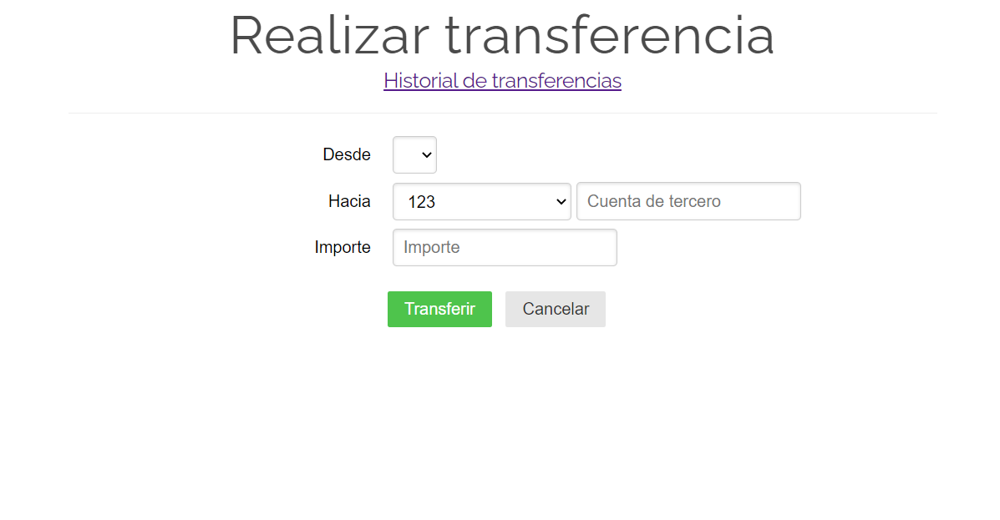 Realizar transferencia
Historial de transferencias
Desde
Hacia 123 Cuenta de tercero
Importe Importe
Transferir Cancelar